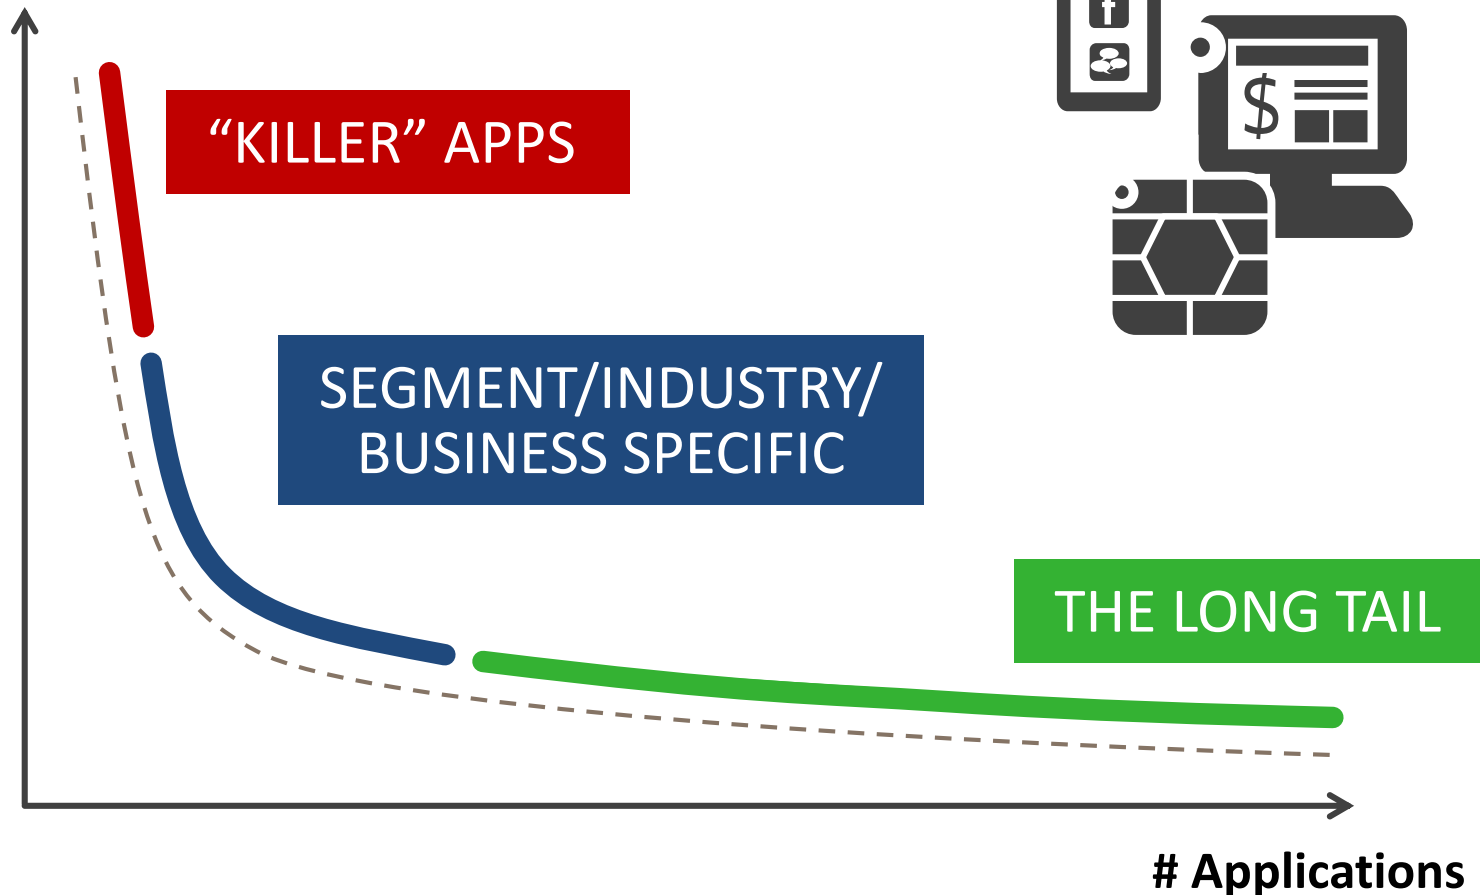 f
“KILLER” APPS
$
SEGMENT/INDUSTRY/
BUSINESS SPECIFIC
THE LONG TAIL
# Applications